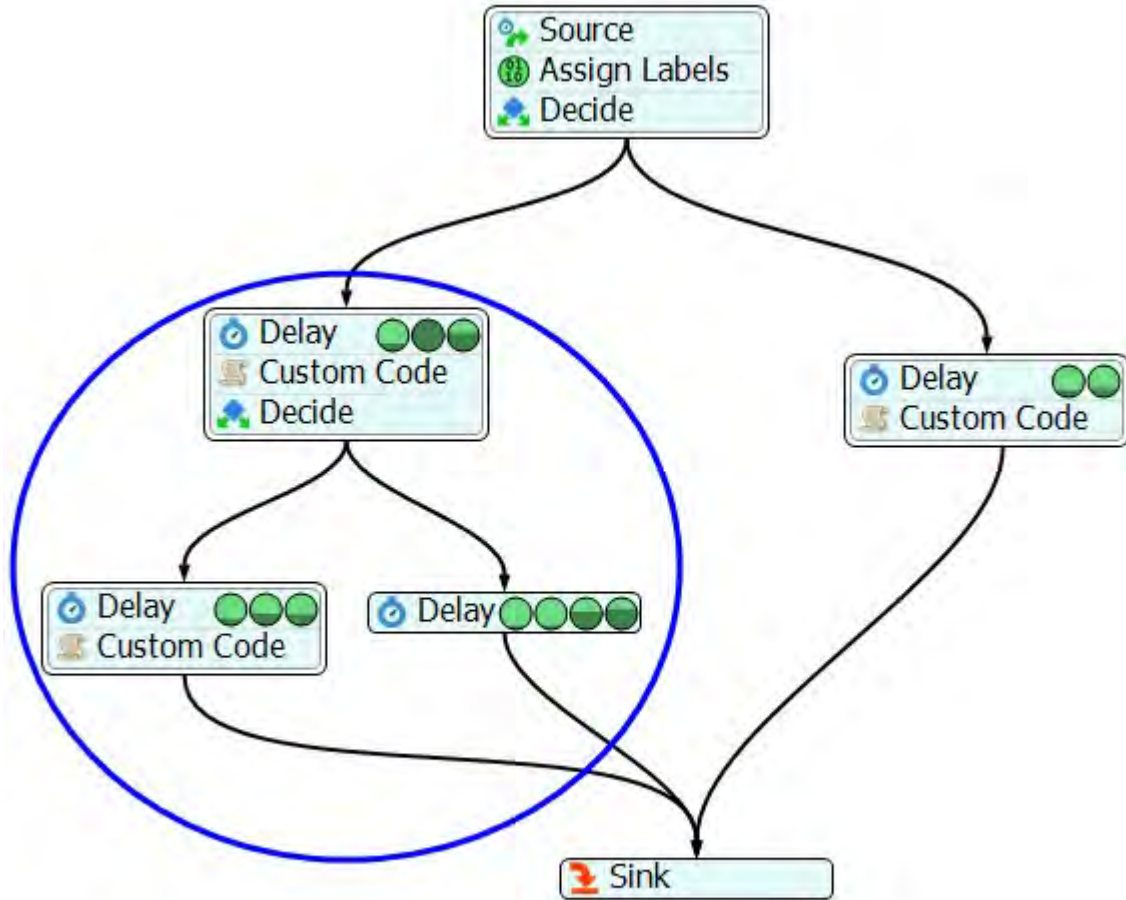 Source
Assign Labels
Decide
Delay
Custom Code
Decide
Delay
Custom Code
Delay
Custom Code
Delay
Sink